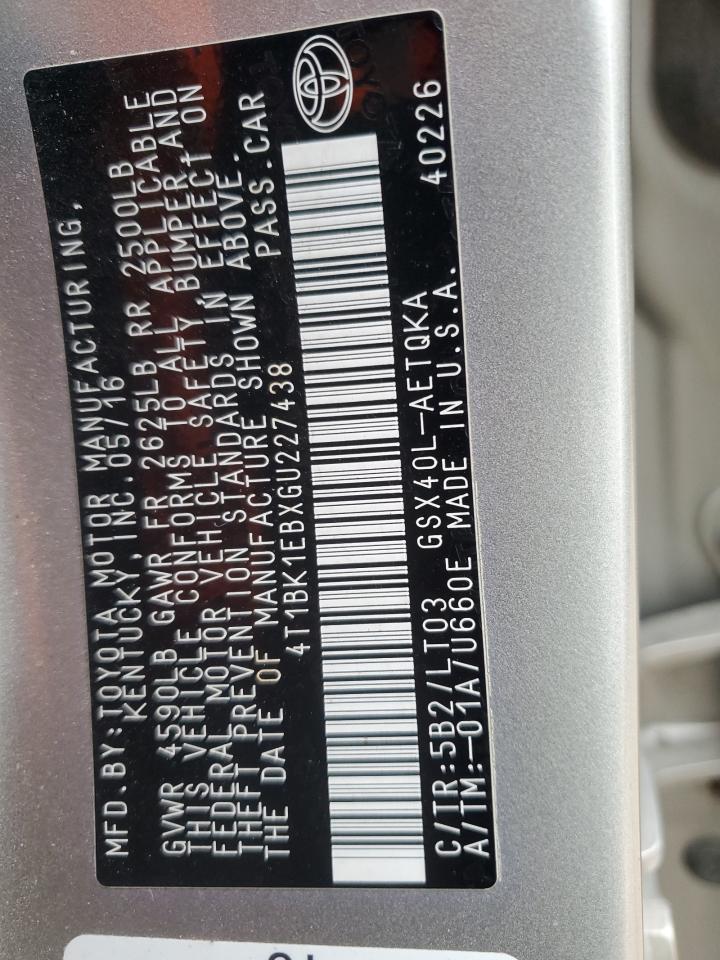 MFD.BY:TOYOTA MOTOR MANUFACTURING,
KENTUCKY,INC.05/16
GVWR 4590LB GAWR FR 2625LB RR 2500LB
THIS VEHICLE CONFORMS TO ALL APPLICABLE
FEDERAL MOTOR VEHICLE SAFETY BUMPER AND
THEFT PREVENTION STANDARDS IN EFFECT ON
THE DATE OF MANUFACTURE SHOWN ABOVE.
4T1BK1EBXGU227438 PASS.CAR
C/TR:5B2/LT03 GSX40L-AETQKA 40226
A/TM:-01A/U660E MADE IN U.S.A.